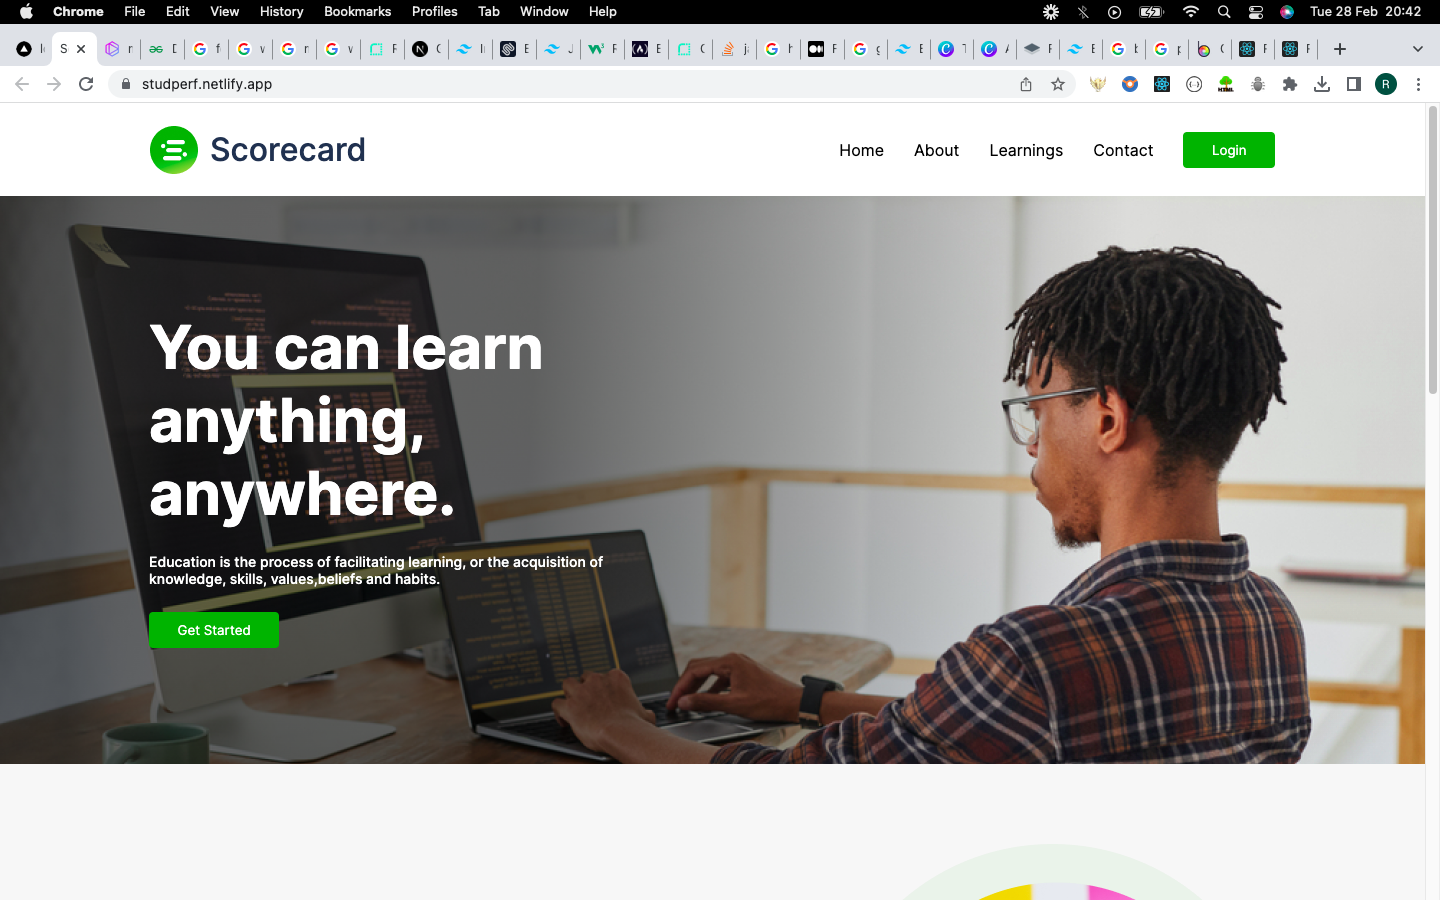 Chrome File Edit View History Bookmarks Profiles Tab Window Help Tue 28 Feb 20:42
studperf.netlify.app R
Scorecard
Home About Learnings Contact Login
You can learn
anything,
anywhere.
Education is the process of facilitating learning, or the acquisition of
knowledge, skills, values,beliefs and habits.
Get Started